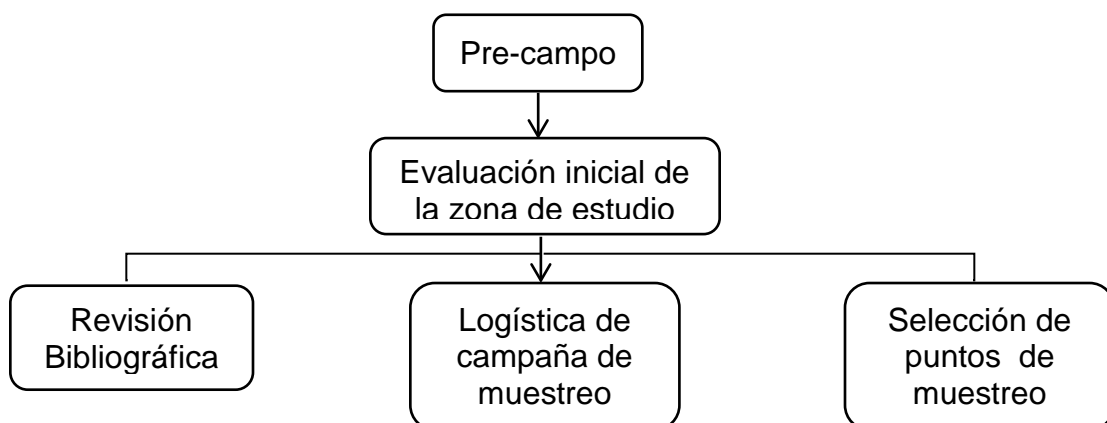 Pre-campo
Evaluación inicial de
la zona de estudio
Revisión
Bibliográfica
Logística de
campaña de
muestreo
Selección de
puntos de
muestreo